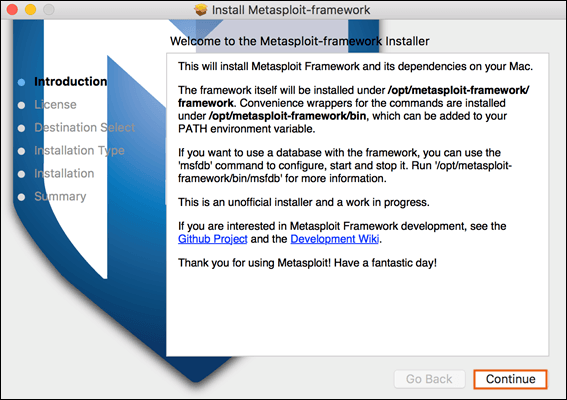 Install Metasploit-framework
Welcome to the Metasploit-framework Installer
Introduction
License
Destination Select
Installation Type
Installation
Summary
This will install Metasploit Framework and its dependencies on your Mac.
The framework itself will be installed under /opt/metasploit-framework/
framework. Convenience wrappers for the commands are installed
under /opt/metasploit-framework/bin, which can be added to your
PATH environment variable.
If you want to use a database with the framework, you can use the
'msfdb' command to configure, start and stop it. Run '/opt/metasploit-
framework/bin/msfdb' for more information.
This is an unofficial installer and a work in progress.
If you are interested in Metasploit Framework development, see the
Github Project and the Development Wiki.
Thank you for using Metasploit! Have a fantastic day!
Go Back
Continue